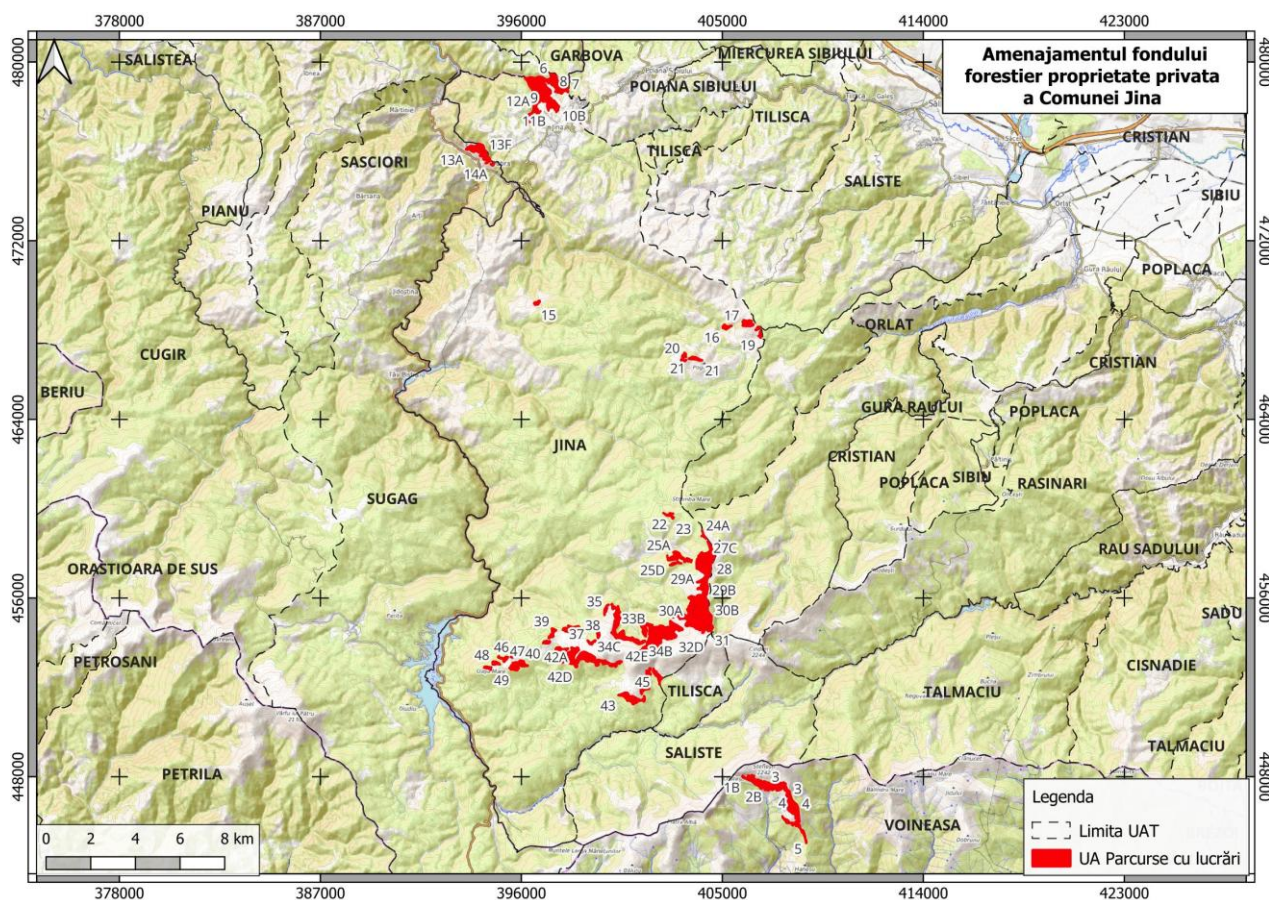 378000 387000 396000 405000 414000 423000
480000
472000
464000
456000
448000
Amenajamentul fondului
forestier proprietate privata
a Comunei Jina
SALISTEA
GARBOVA
MIERCUREA SIBIULUI
POIANA SIBIULUI
TILISCA
TILISCA
CRISTIAN
SASCIORI
SALISTE
SIBIU
PIANU
POPLACA
ORLAT
CUGIR
CRISTIAN
BERIU
GURA RAULUI
POPLACA
JINA
CRISTIAN
POPLACA
SIBIU
RASINARI
SUGAG
RAU SADULUI
ORASTIOARA DE SUS
SADU
PETROSANI
CISNADIE
TILISCA
TALMACIU
SALISTE
TALMACIU
PETRILA
VOINEASA
6
8
7
9
12A
11B
10B
13F
13A
14A
15
17
16
19
20
21
21
22
23
24A
25A
27C
25D
28
29A
29B
30A
30B
31
35
33B
39
37
38
34C
34B
32D
46
47
40
42A
42E
48
49
42D
45
43
1B
3
2B
3
4
4
5
Orlat
Gura Râului
Legenda
Limita UAT
UA Parcurse cu lucrări
0 2 4 6 8 km
378000 387000 396000 405000 414000 423000